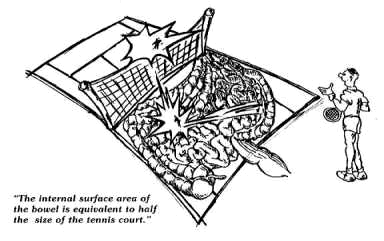 "The internal surface area of
the bowel is equivalent to half
the size of the tennis court."